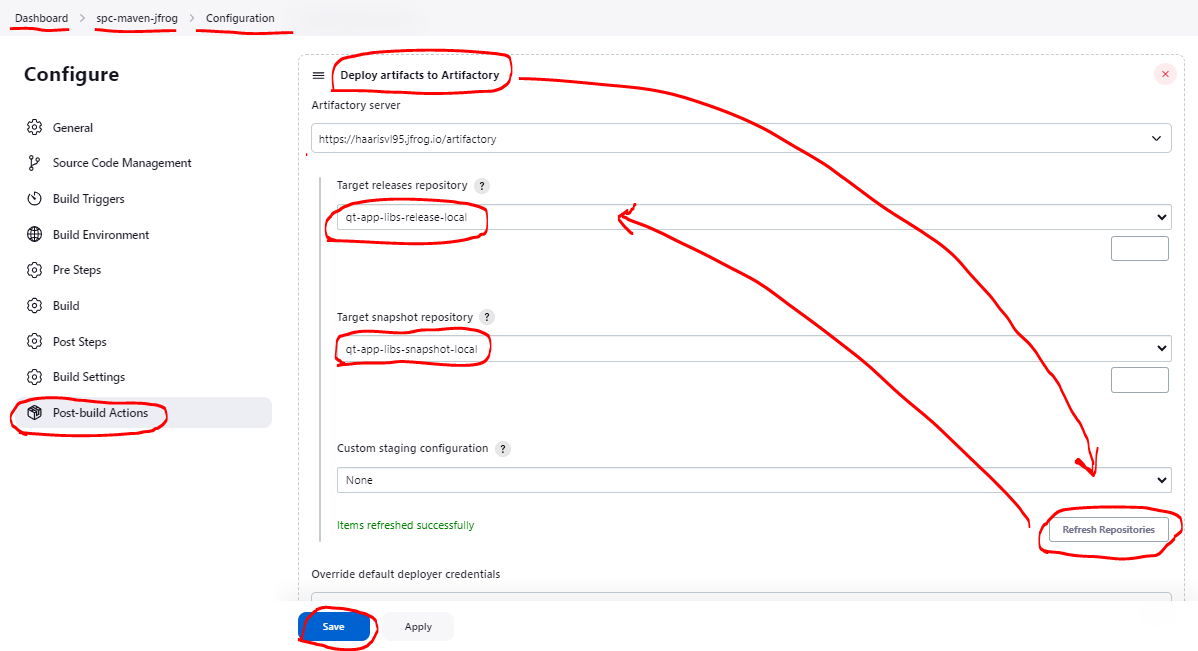 Dashboard > spc-maven-jfrog > Configuration
Configure
General
Source Code Management
Build Triggers
Build Environment
Pre Steps
Build
Post Steps
Build Settings
Post-build Actions
Deploy artifacts to Artifactory
Artifactory server
https://haarisvl95.jfrog.io/artifactory
Target releases repository ?
qt-app-libs-release-local
Target snapshot repository ?
qt-app-libs-snapshot-local
Custom staging configuration ?
None
Items refreshed successfully
Refresh Repositories
Override default deployer credentials
Save
Apply